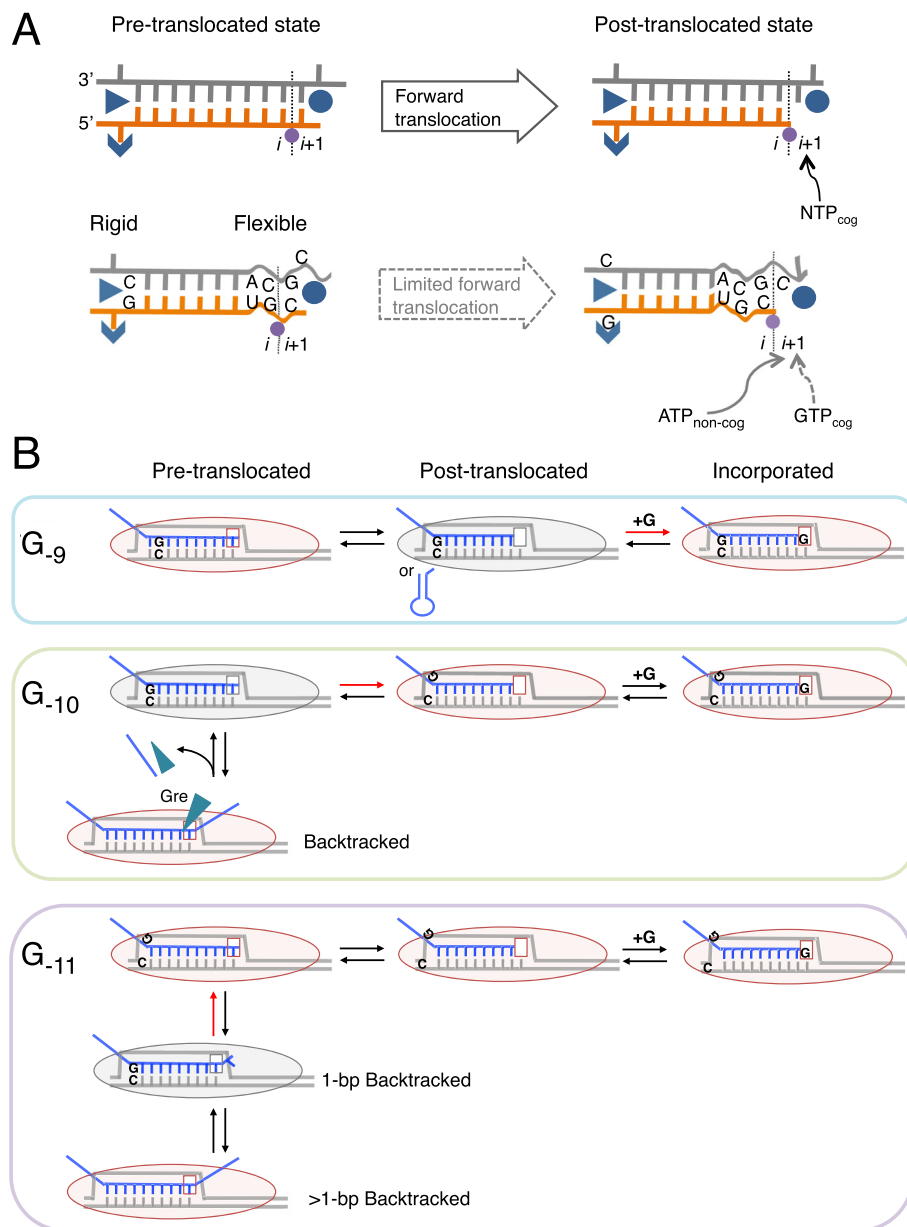 A
Pre-translocated state
Post-translocated state
3’
5’
i
i+1
Forward
translocation
i
i+1
NTPcog
Rigid
Flexible
C
C
G
A
C
G
U
G
C
i
i+1
Limited forward
translocation
C
G
A
C
G
C
U
G
C
i
i+1
ATPnon-cog
GTPcog
B
Pre-translocated
Post-translocated
Incorporated
G-9
G
C
G
C
or
+G
G
C
G
G-10
G
C
G
C
+G
G
C
G
Gre
Backtracked
G-11
G
C
G
C
+G
G
C
G
G
C
1-bp Backtracked
>1-bp Backtracked